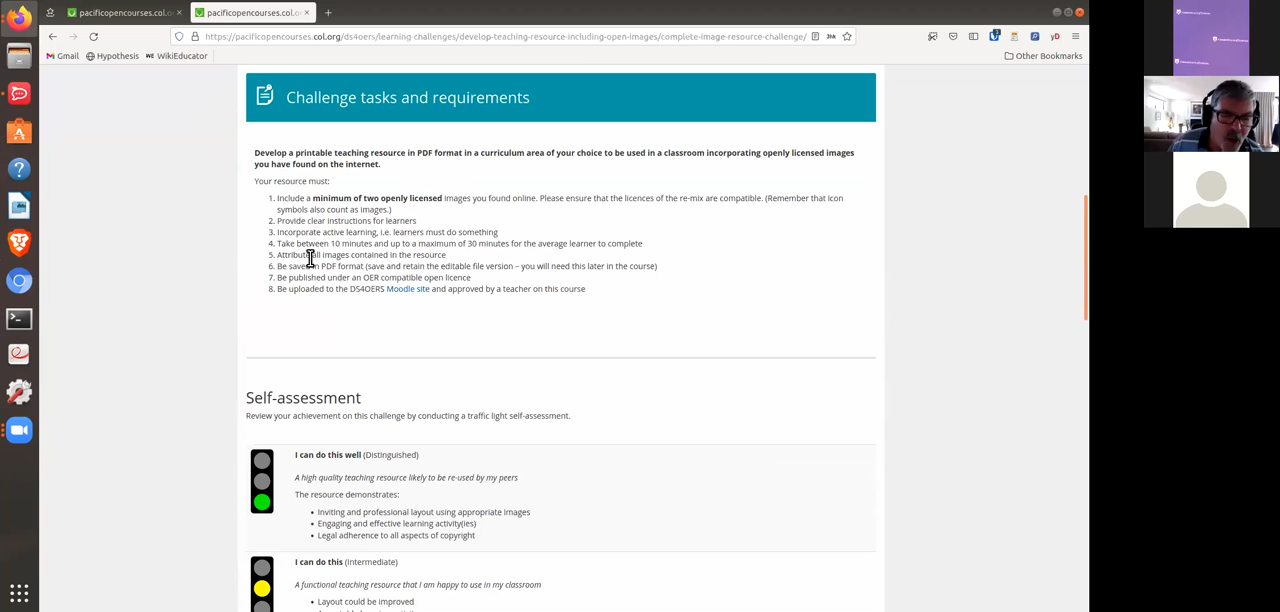 pacificopencourses.col.org/ × pacificopencourses.col.org × +
https://pacificopencourses.col.org/ds4oers/learning-challenges/develop-teaching-resource-including-open-images/complete-image-resource-challenge/
Gmail Hypothesis WE WikiEducator Other Bookmarks
Challenge tasks and requirements
Develop a printable teaching resource in PDF format in a curriculum area of your choice to be used in a classroom incorporating openly licensed images
you have found on the internet.
Your resource must:
1. Include a minimum of two openly licensed images you found online. Please ensure that the licences of the re-mix are compatible. (Remember that icon
symbols also count as images.)
2. Provide clear instructions for learners
3. Incorporate active learning, i.e. learners must do something
4. Take between 10 minutes and up to a maximum of 30 minutes for the average learner to complete
5. Attribute all images contained in the resource
6. Be saved in PDF format (save and retain the editable file version – you will need this later in the course)
7. Be published under an OER compatible open licence
8. Be uploaded to the DS4OERS Moodle site and approved by a teacher on this course
Self-assessment
Review your achievement on this challenge by conducting a traffic light self-assessment.
I can do this well (Distinguished)
A high quality teaching resource likely to be re-used by my peers
The resource demonstrates:
• Inviting and professional layout using appropriate images
• Engaging and effective learning activity(ies)
• Legal adherence to all aspects of copyright
I can do this (Intermediate)
A functional teaching resource that I am happy to use in my classroom
• Layout could be improved